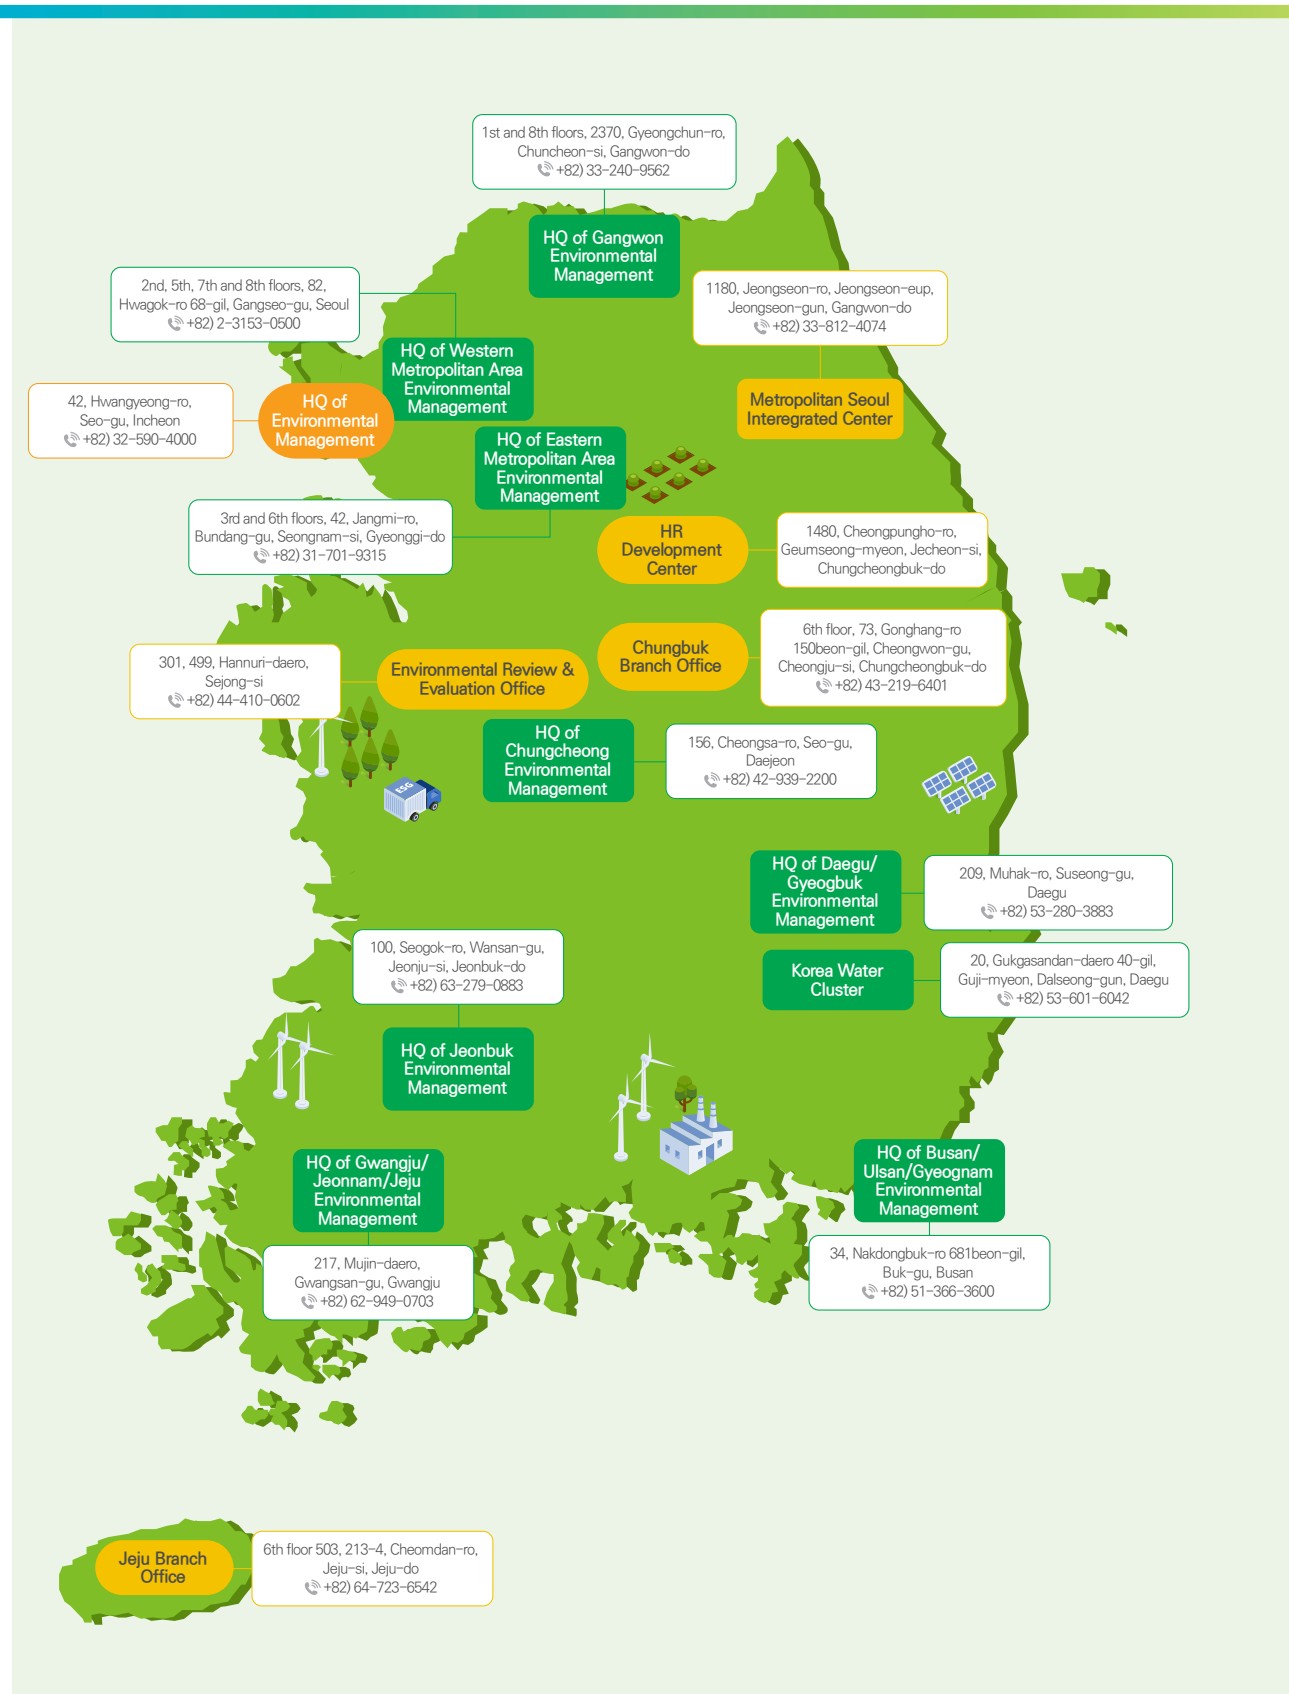 1st and 8th floors, 2370, Gyeongchun-ro,
Chuncheon-si, Gangwon-do
+82) 33-240-9562
HQ of Gangwon
Environmental
Management
2nd, 5th, 7th and 8th floors, 82,
Hwagok-ro 68-gil, Gangseo-gu, Seoul
+82) 2-3153-0500
HQ of Western
Metropolitan Area
Environmental
Management
1180, Jeongseon-ro, Jeongseon-eup,
Jeongseon-gun, Gangwon-do
+82) 33-812-4074
Metropolitan Seoul
Interegrated Center
42, Hwangyeong-ro,
Seo-gu, Incheon
+82) 32-590-4000
HQ of
Environmental
Management
HQ of Eastern
Metropolitan Area
Environmental
Management
3rd and 6th floors, 42, Jangmi-ro,
Bundang-gu, Seongnam-si, Gyeonggi-do
+82) 31-701-9315
HR
Development
Center
1480, Cheongpungho-ro,
Geumseong-myeon, Jecheon-si,
Chungcheongbuk-do
Chungbuk
Branch Office
6th floor, 73, Gonghang-ro
150beon-gil, Cheongwon-gu,
Cheongju-si, Chungcheongbuk-do
+82) 43-219-6401
301, 499, Hannuri-daero,
Sejong-si
+82) 44-410-0602
Environmental Review &
Evaluation Office
HQ of
Chungcheong
Environmental
Management
156, Cheongsa-ro, Seo-gu,
Daejeon
+82) 42-939-2200
ESG
HQ of Daegu/
Gyeogbuk
Environmental
Management
209, Muhak-ro, Suseong-gu,
Daegu
+82) 53-280-3883
100, Seogok-ro, Wansan-gu,
Jeonju-si, Jeonbuk-do
+82) 63-279-0883
HQ of Jeonbuk
Environmental
Management
Korea Water
Cluster
20, Gukgasandan-daero 40-gil,
Guji-myeon, Dalseong-gun, Daegu
+82) 53-601-6042
HQ of Gwangju/
Jeonnam/Jeju
Environmental
Management
217, Mujin-daero,
Gwangsan-gu, Gwangju
+82) 62-949-0703
HQ of Busan/
Ulsan/Gyeognam
Environmental
Management
34, Nakdongbuk-ro 681beon-gil,
Buk-gu, Busan
+82) 51-366-3600
Jeju Branch
Office
6th floor 503, 213-4, Cheomdan-ro,
Jeju-si, Jeju-do
+82) 64-723-6542